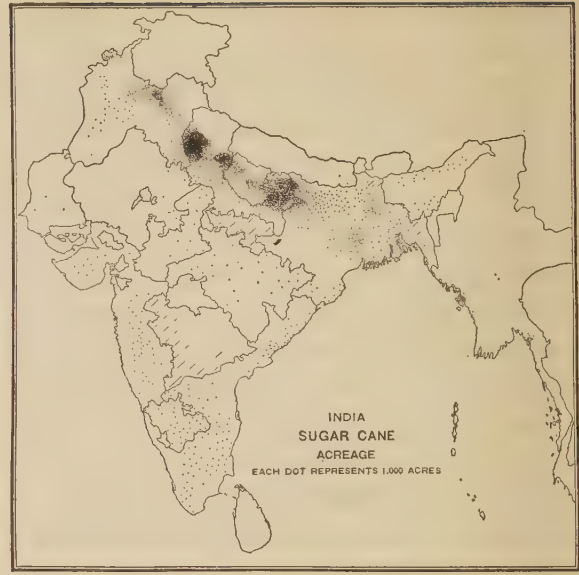 INDIA
SUGAR CANE
ACREAGE
EACH DOT REPRESENTS 1,000 ACRES